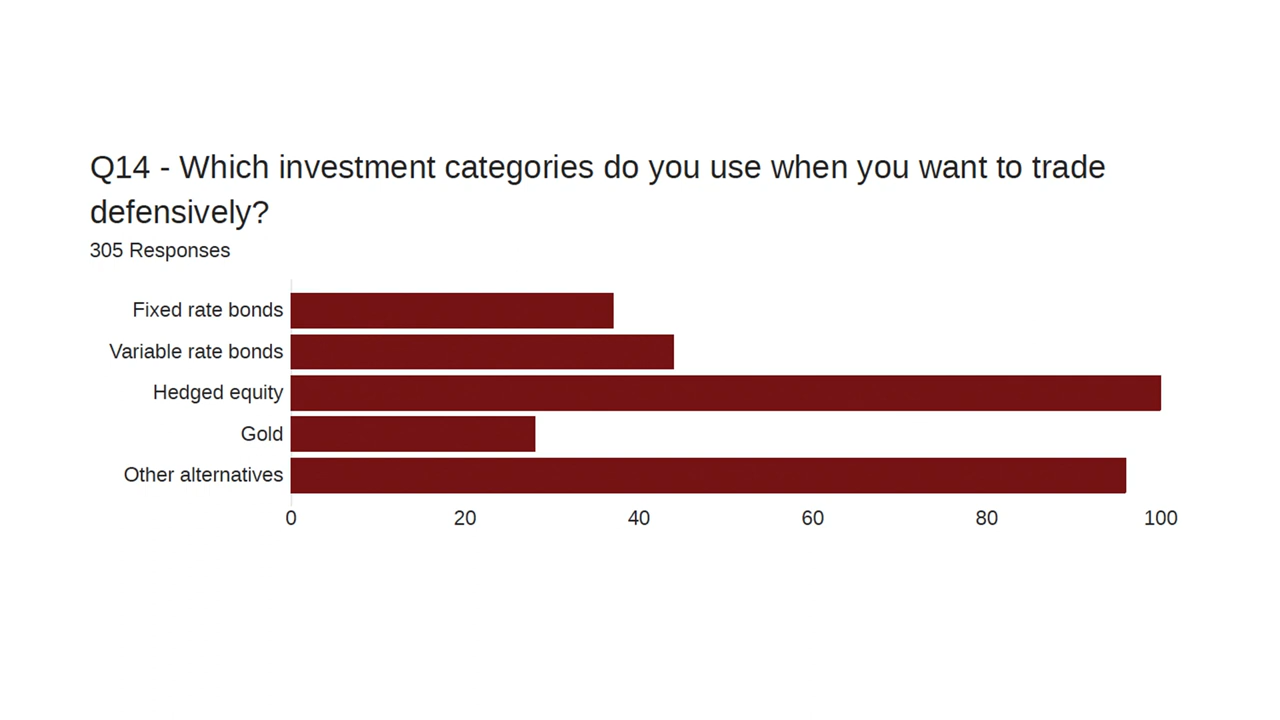 Q14 - Which investment categories do you use when you want to trade
defensively?
305 Responses
Fixed rate bonds
Variable rate bonds
Hedged equity
Gold
Other alternatives
0 20 40 60 80 100